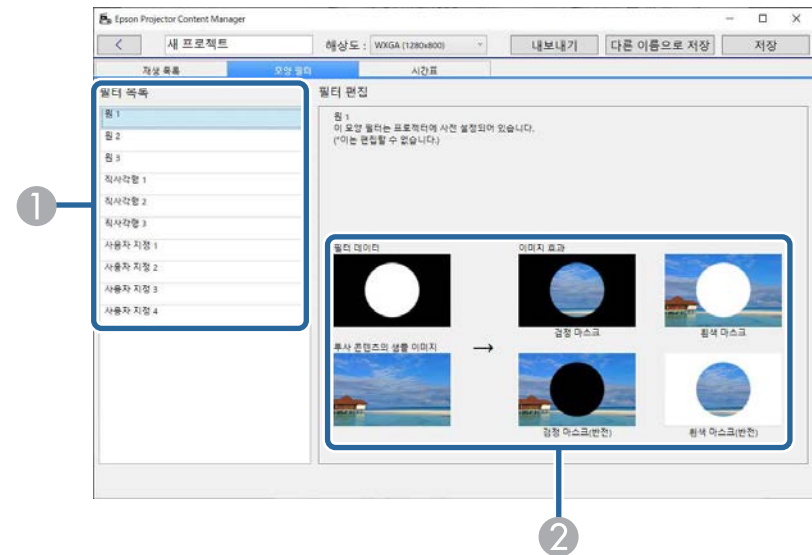 Epson Projector Content Manager
새 프로젝트
해상도 : WXGA (1280x800)
내보내기
다른 이름으로 저장
저장
재생 목록
모양 필터
시간표
필터 목록
원 1
원 2
원 3
직사각형 1
직사각형 2
직사각형 3
사용자 지정 1
사용자 지정 2
사용자 지정 3
사용자 지정 4
필터 편집
원 1
이 모양 필터는 프로젝터에 사전 설정되어 있습니다.
(*이는 편집할 수 없습니다.)
필터 데이터
이미지 효과
검정 마스크
흰색 마스크
투사 콘텐츠의 샘플 이미지
→
검정 마스크(반전)
흰색 마스크(반전)
1
2